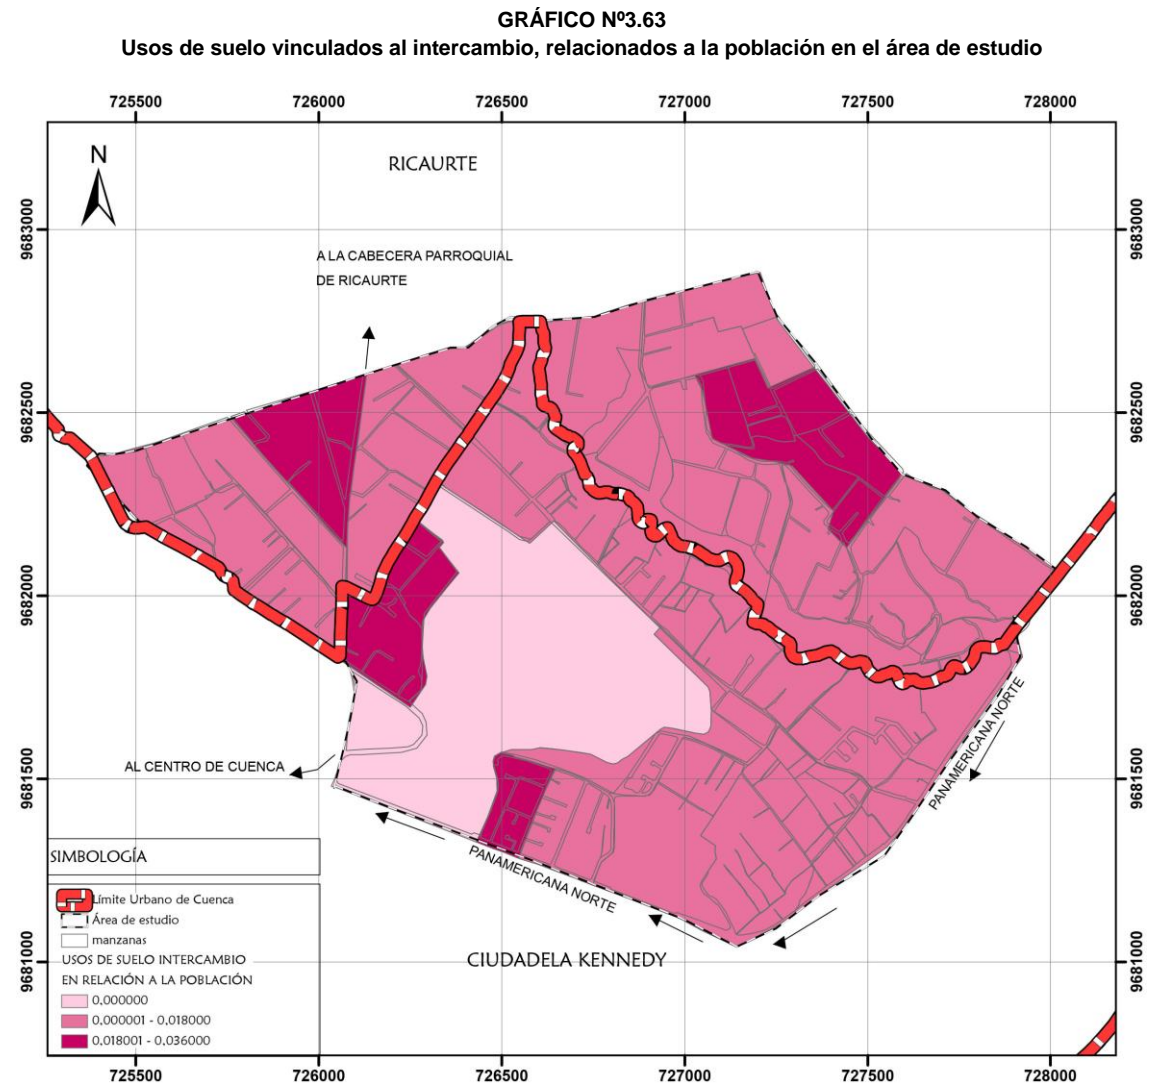 GRÁFICO Nº3.63
Usos de suelo vinculados al intercambio, relacionados a la población en el área de estudio
725500 726000 726500 727000 727500 728000
N
RICAURTE
9683000 9683000
A LA CABECERA PARROQUIAL
DE RICAURTE
9682500 9682500
9682000 9682000
PANAMERICANA NORTE
AL CENTRO DE CUENCA
9681500 9681500
PANAMERICANA NORTE
SIMBOLOGÍA
Límite Urbano de Cuenca
Área de estudio
manzanas
USOS DE SUELO INTERCAMBIO
EN RELACIÓN A LA POBLACIÓN
0,000000
0,000001 - 0,018000
0,018001 - 0,036000
CIUDADELA KENNEDY
9681000 9681000
725500 726000 726500 727000 727500 728000